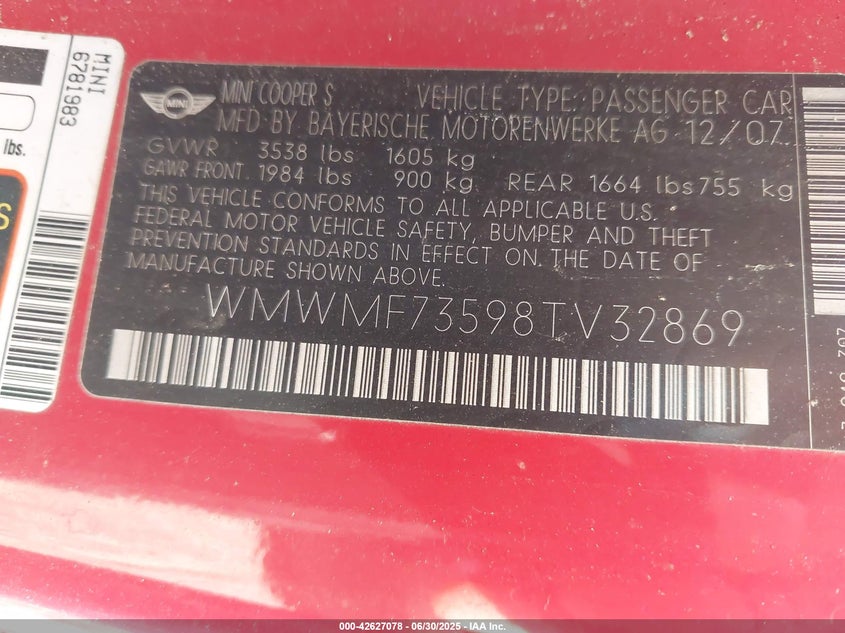 MINI
6781983
lbs.
S
MINI
MINI COOPER S VEHICLE TYPE: PASSENGER CAR
MFD BY BAYERISCHE MOTORENWERKE AG 12/07
GVWR 3538 lbs 1605 kg
GAWR FRONT 1984 lbs 900 kg REAR 1664 lbs 755 kg
THIS VEHICLE CONFORMS TO ALL APPLICABLE U.S.
FEDERAL MOTOR VEHICLE SAFETY, BUMPER AND THEFT
PREVENTION STANDARDS IN EFFECT ON THE DATE OF
MANUFACTURE SHOWN ABOVE.
WMWMF73598TV32869
000-42627078 - 06/30/2025 - IAA Inc.